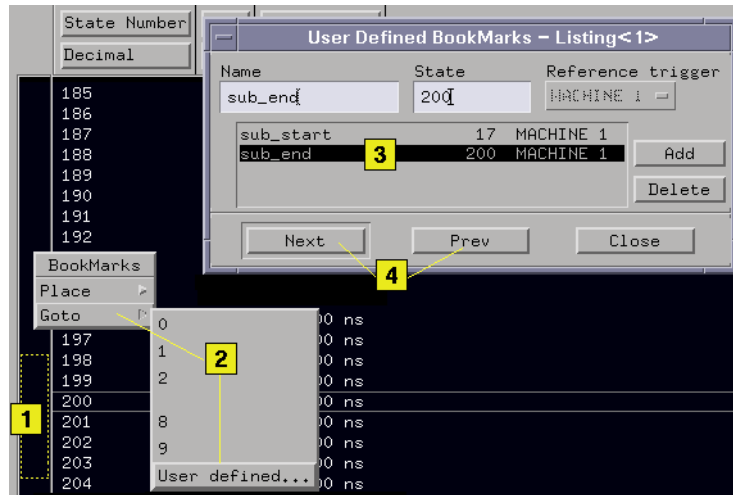 State Number
Decimal
User Defined BookMarks – Listing<1>
Name State Reference trigger
sub_end 200 MACHINE 1
sub_start 17 MACHINE 1
sub_end 200 MACHINE 1
3
Add
Delete
Next Prev Close
4
185
186
187
188
189
190
191
192
BookMarks
Place
Goto
0
1
2
8
9
User defined...
2
1
197
198
199
200
201
202
203
204
00 ns
00 ns
00 ns
00 ns
00 ns
00 ns
00 ns
00 ns
00 ns